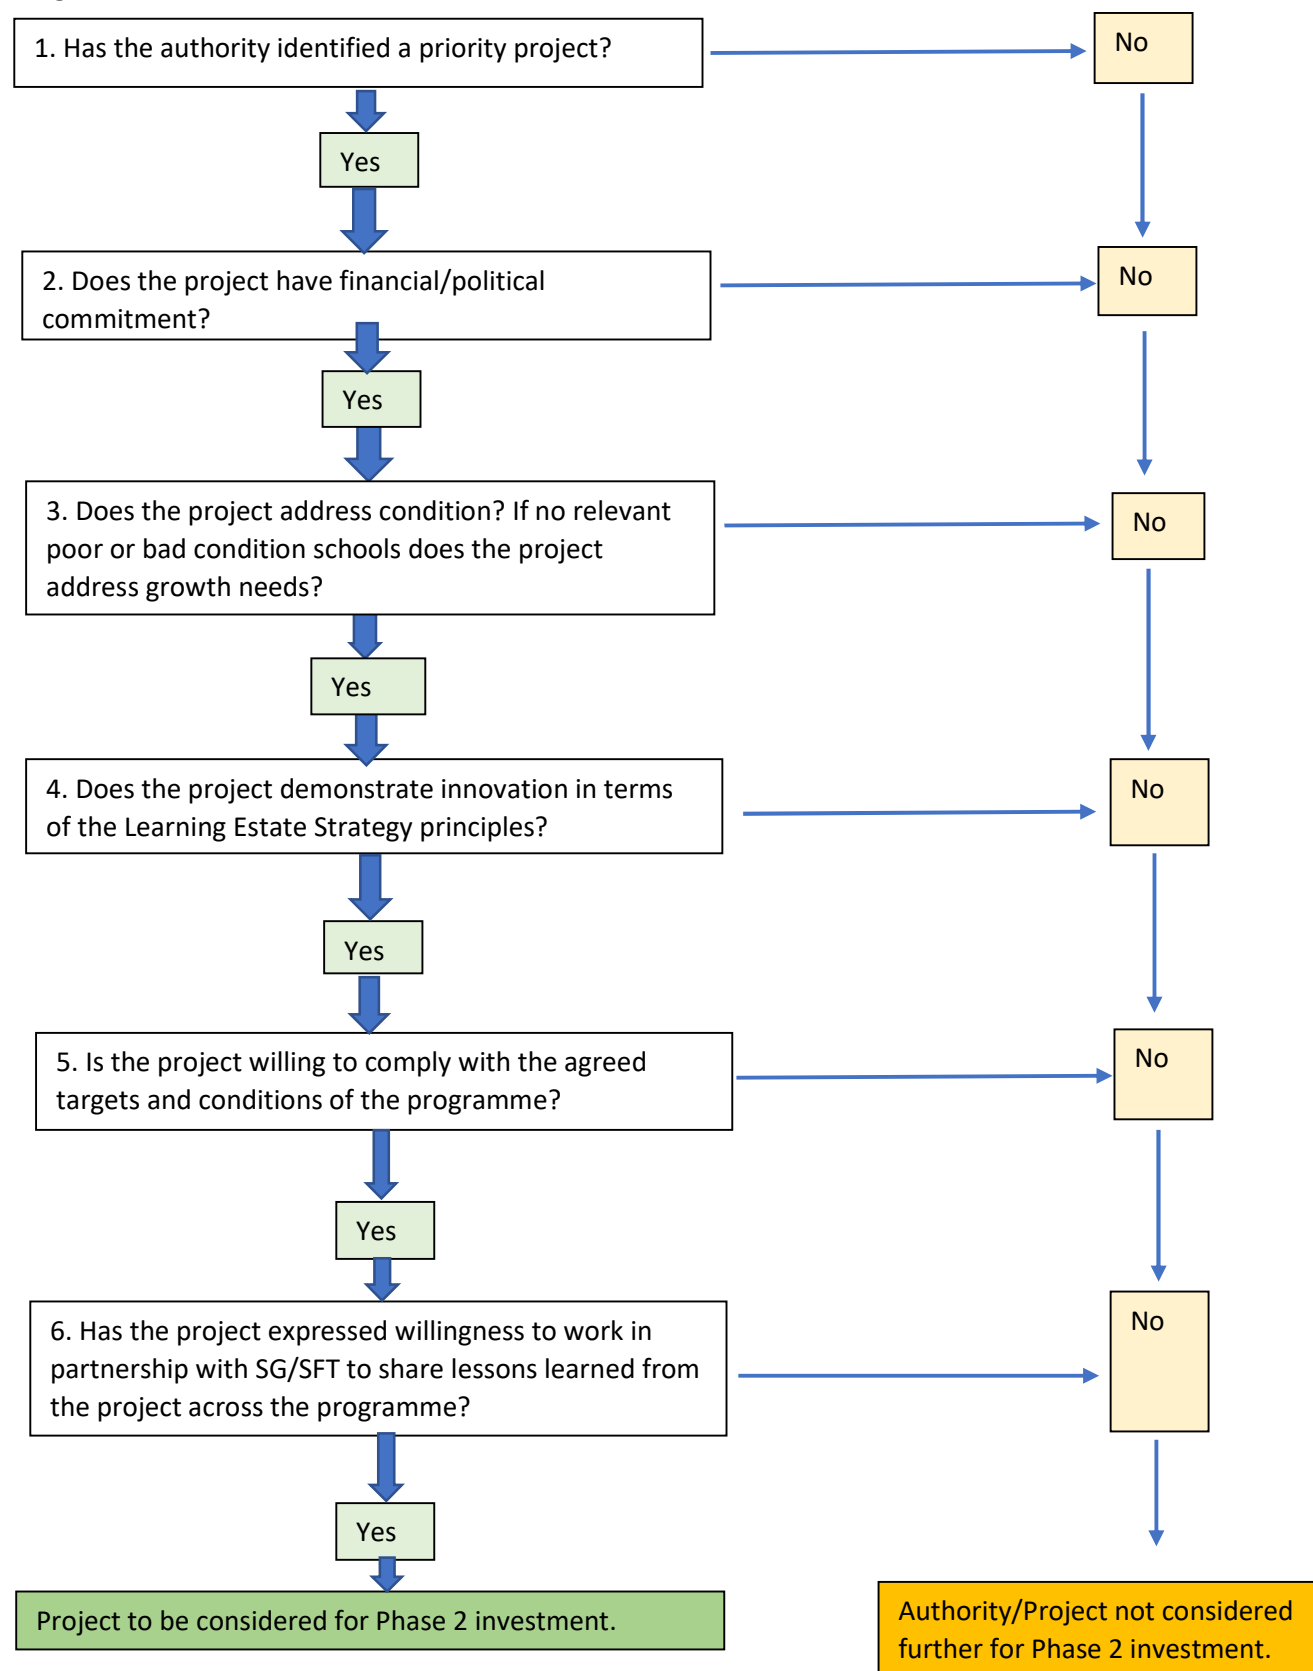 1. Has the authority identified a priority project?
No
Yes
2. Does the project have financial/political
commitment?
No
Yes
3. Does the project address condition? If no relevant
poor or bad condition schools does the project
address growth needs?
No
Yes
4. Does the project demonstrate innovation in terms
of the Learning Estate Strategy principles?
No
Yes
5. Is the project willing to comply with the agreed
targets and conditions of the programme?
No
Yes
6. Has the project expressed willingness to work in
partnership with SG/SFT to share lessons learned from
the project across the programme?
No
Yes
Project to be considered for Phase 2 investment.
Authority/Project not considered
further for Phase 2 investment.